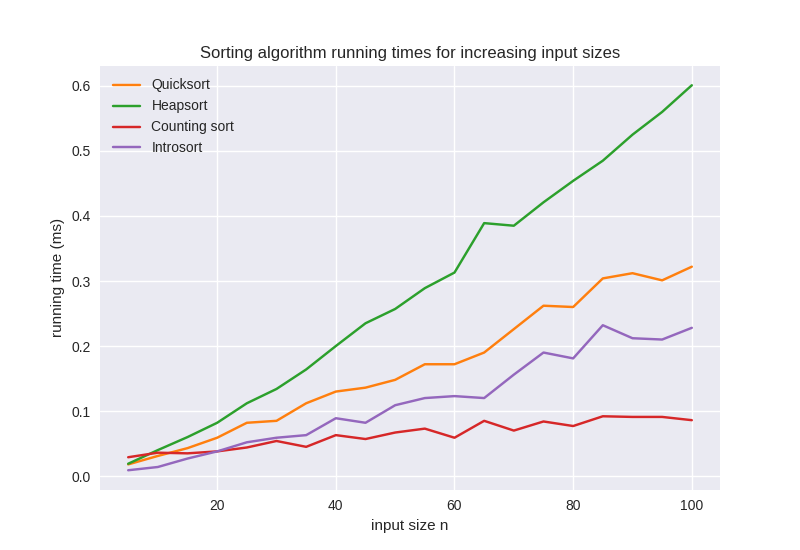 Sorting algorithm running times for increasing input sizes
Quicksort
Heapsort
Counting sort
Introsort
0.6
0.5
0.4
0.3
0.2
0.1
0.0
running time (ms)
20 40 60 80 100
input size n